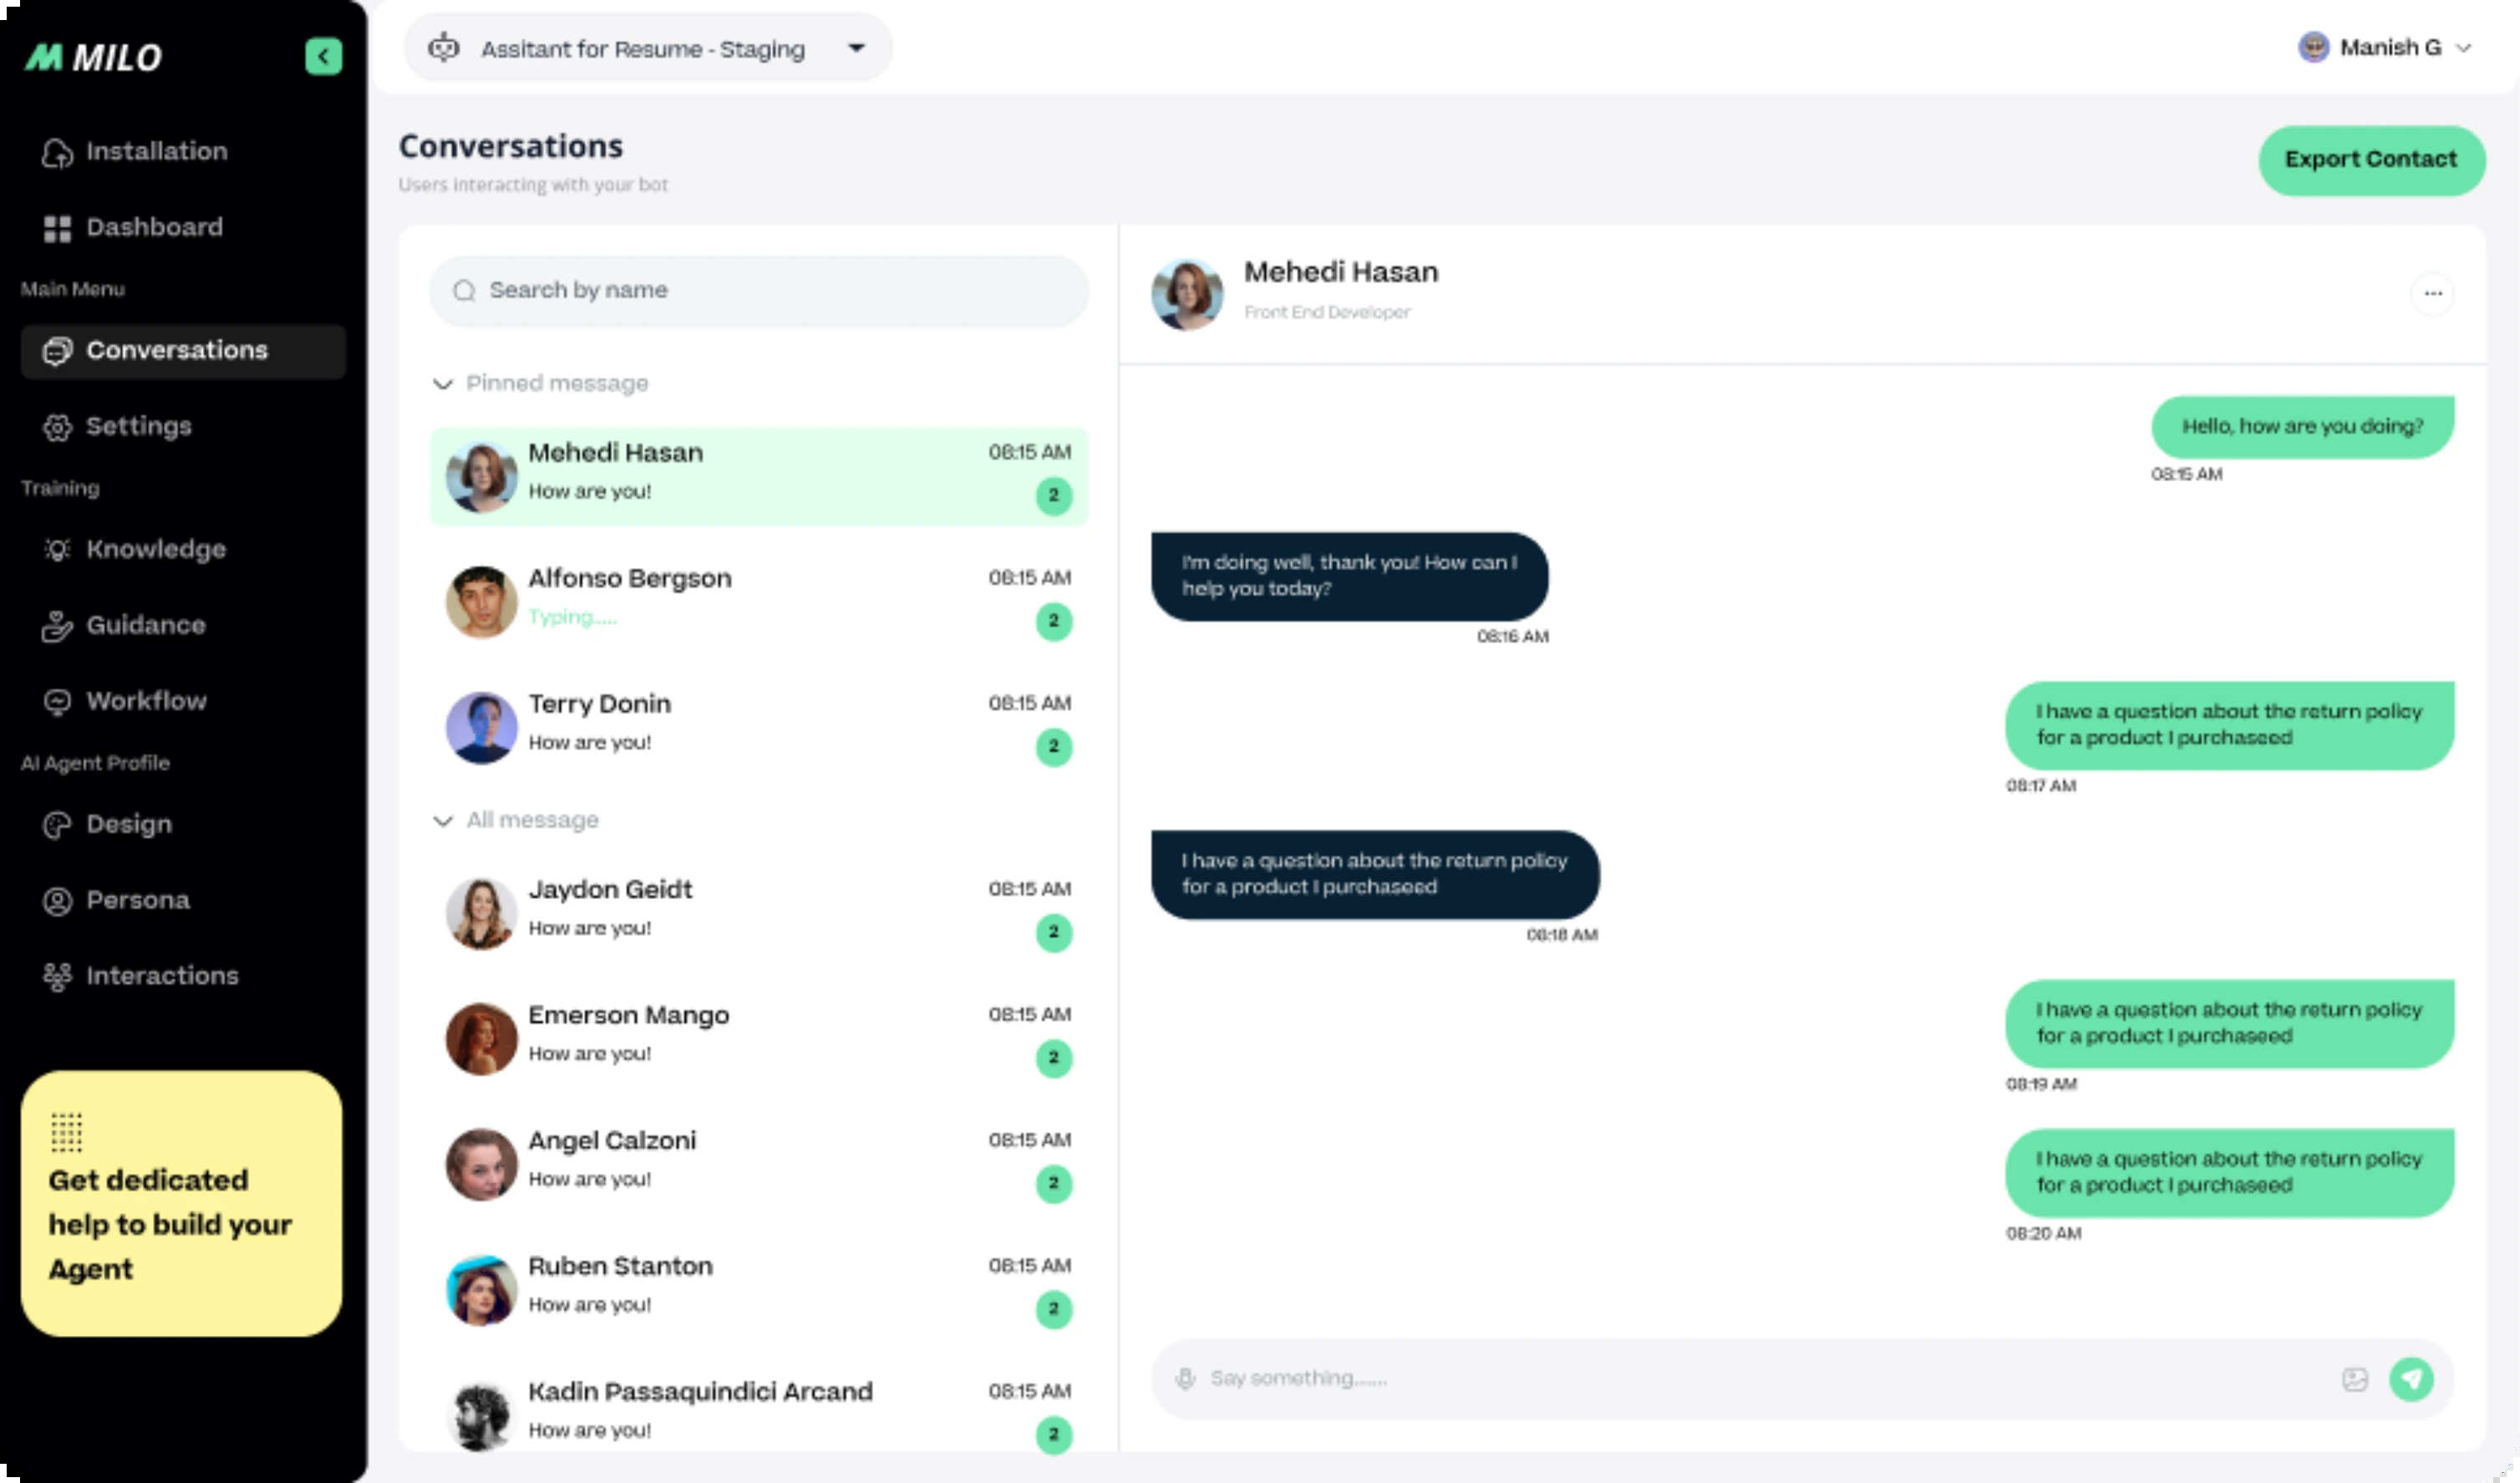 MILO
Installation
Dashboard
Main Menu
Conversations
Settings
Training
Knowledge
Guidance
Workflow
AI Agent Profile
Design
Persona
Interactions
Get dedicated
help to build your
Agent
Assitant for Resume - Staging
Manish G
Conversations
Users interacting with your bot
Export Contact
Search by name
Pinned message
Mehedi Hasan
08:15 AM
How are you!
2
Alfonso Bergson
08:15 AM
Typing.....
2
Terry Donin
08:15 AM
How are you!
2
All message
Jaydon Geidt
08:15 AM
How are you!
2
Emerson Mango
08:15 AM
How are you!
2
Angel Calzoni
08:15 AM
How are you!
2
Ruben Stanton
08:15 AM
How are you!
2
Kadin Passaquindici Arcand
08:15 AM
How are you!
2
Mehedi Hasan
Front End Developer
Hello, how are you doing?
08:15 AM
I'm doing well, thank you! How can I
help you today?
08:16 AM
I have a question about the return policy
for a product I purchaseed
08:17 AM
I have a question about the return policy
for a product I purchaseed
08:18 AM
I have a question about the return policy
for a product I purchaseed
08:19 AM
I have a question about the return policy
for a product I purchaseed
08:20 AM
Say something.......